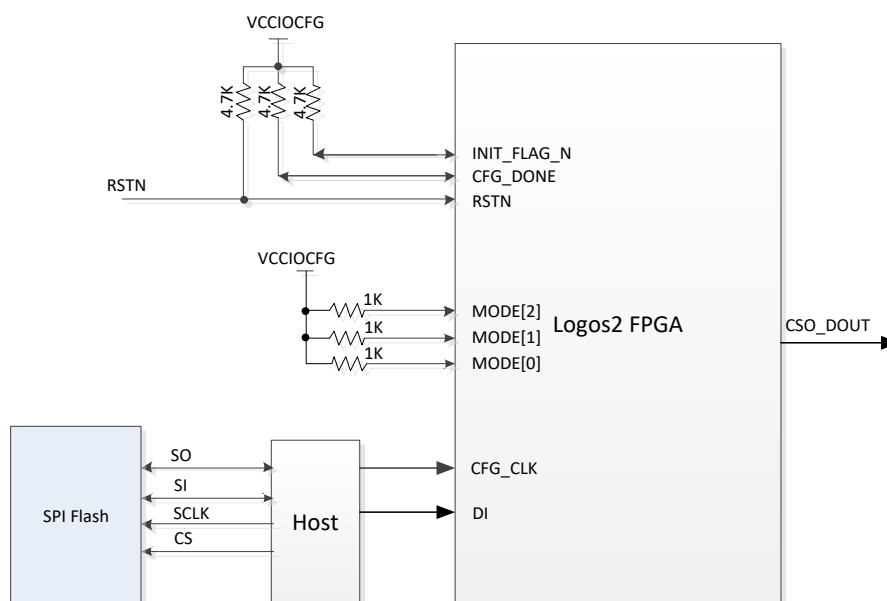 VCCIOCFG
4.7K
4.7K
4.7K
INIT_FLAG_N
CFG_DONE
RSTN
RSTN
VCCIOCFG
1K
MODE[2]
1K
MODE[1]
Logos2 FPGA
CSO_DOUT
1K
MODE[0]
SO
CFG_CLK
SI
SPI Flash
SCLK
Host
DI
CS